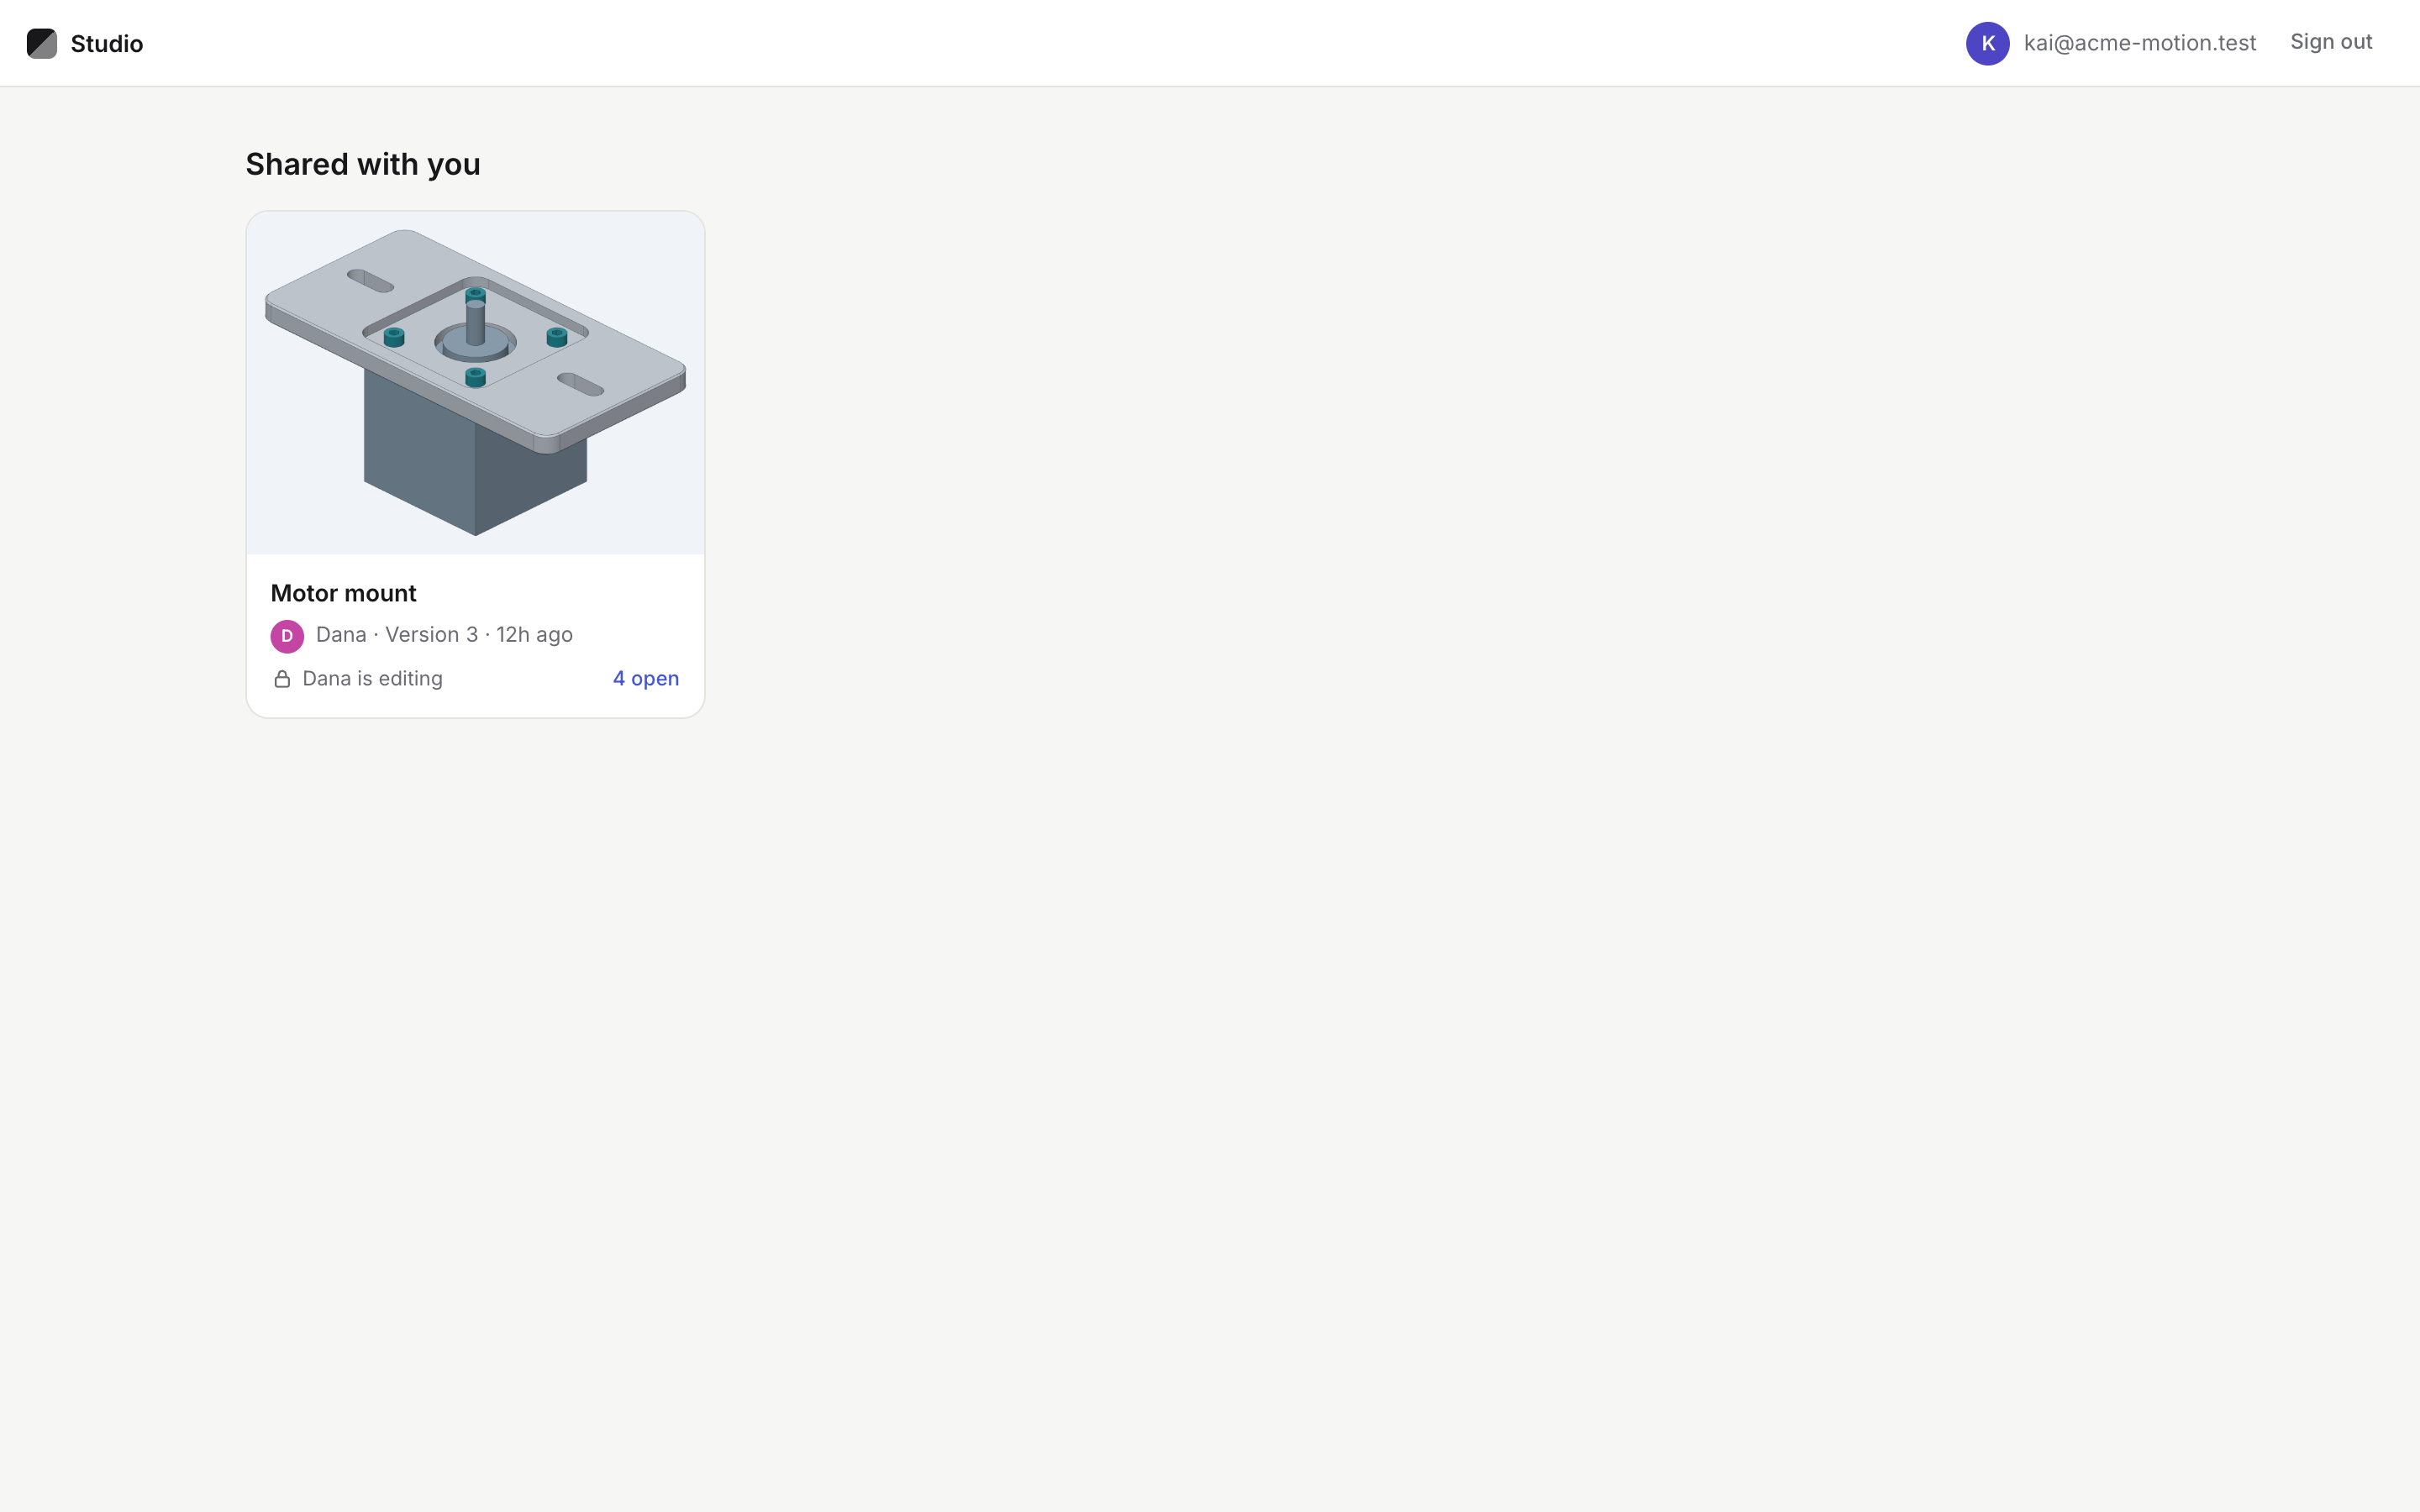 Studio
K kai@acme-motion.test Sign out
Shared with you
Motor mount
D Dana · Version 3 · 12h ago
Dana is editing 4 open